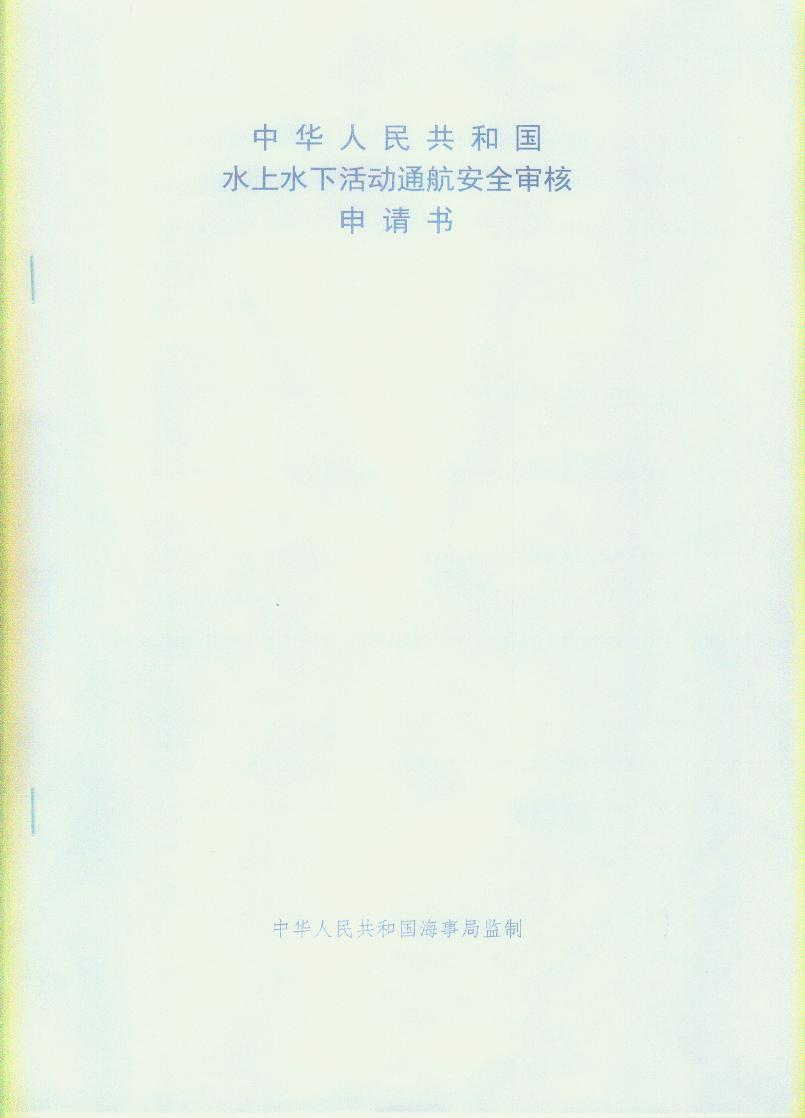 中华人民共和国
水上水下活动通航安全审核
申请书
中华人民共和国海事局监制